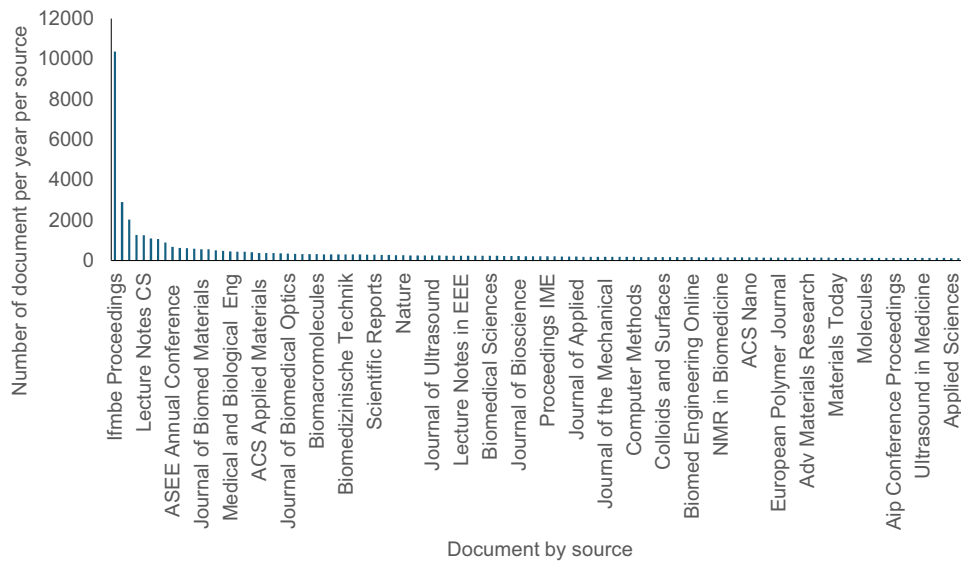 Number of document per year per source
12000
10000
8000
6000
4000
2000
0
Ifmbe Proceedings
Lecture Notes CS
ASEE Annual Conference
Journal of Biomed Materials
Medical and Biological Eng
ACS Applied Materials
Journal of Biomedical Optics
Biomacromolecules
Biomedizinische Technik
Scientific Reports
Nature
Journal of Ultrasound
Lecture Notes in EEE
Biomedical Sciences
Journal of Bioscience
Proceedings IME
Journal of Applied
Journal of the Mechanical
Computer Methods
Colloids and Surfaces
Biomed Engineering Online
NMR in Biomedicine
ACS Nano
European Polymer Journal
Adv Materials Research
Materials Today
Molecules
Aip Conference Proceedings
Ultrasound in Medicine
Applied Sciences
Document by source